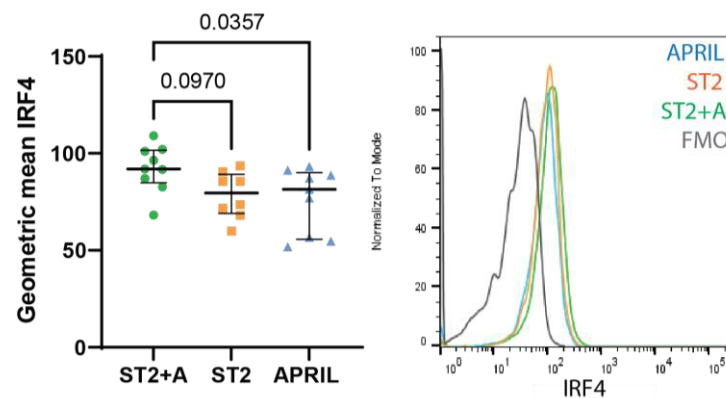 0.0357
0.0970
150
100
50
0
Geometric mean IRF4
ST2+A ST2 APRIL
100
80
60
40
20
0
Normalized To Mode
APRIL
ST2
ST2+A
FMO
10^0 10^1 10^2 10^3 10^4 10^5
IRF4